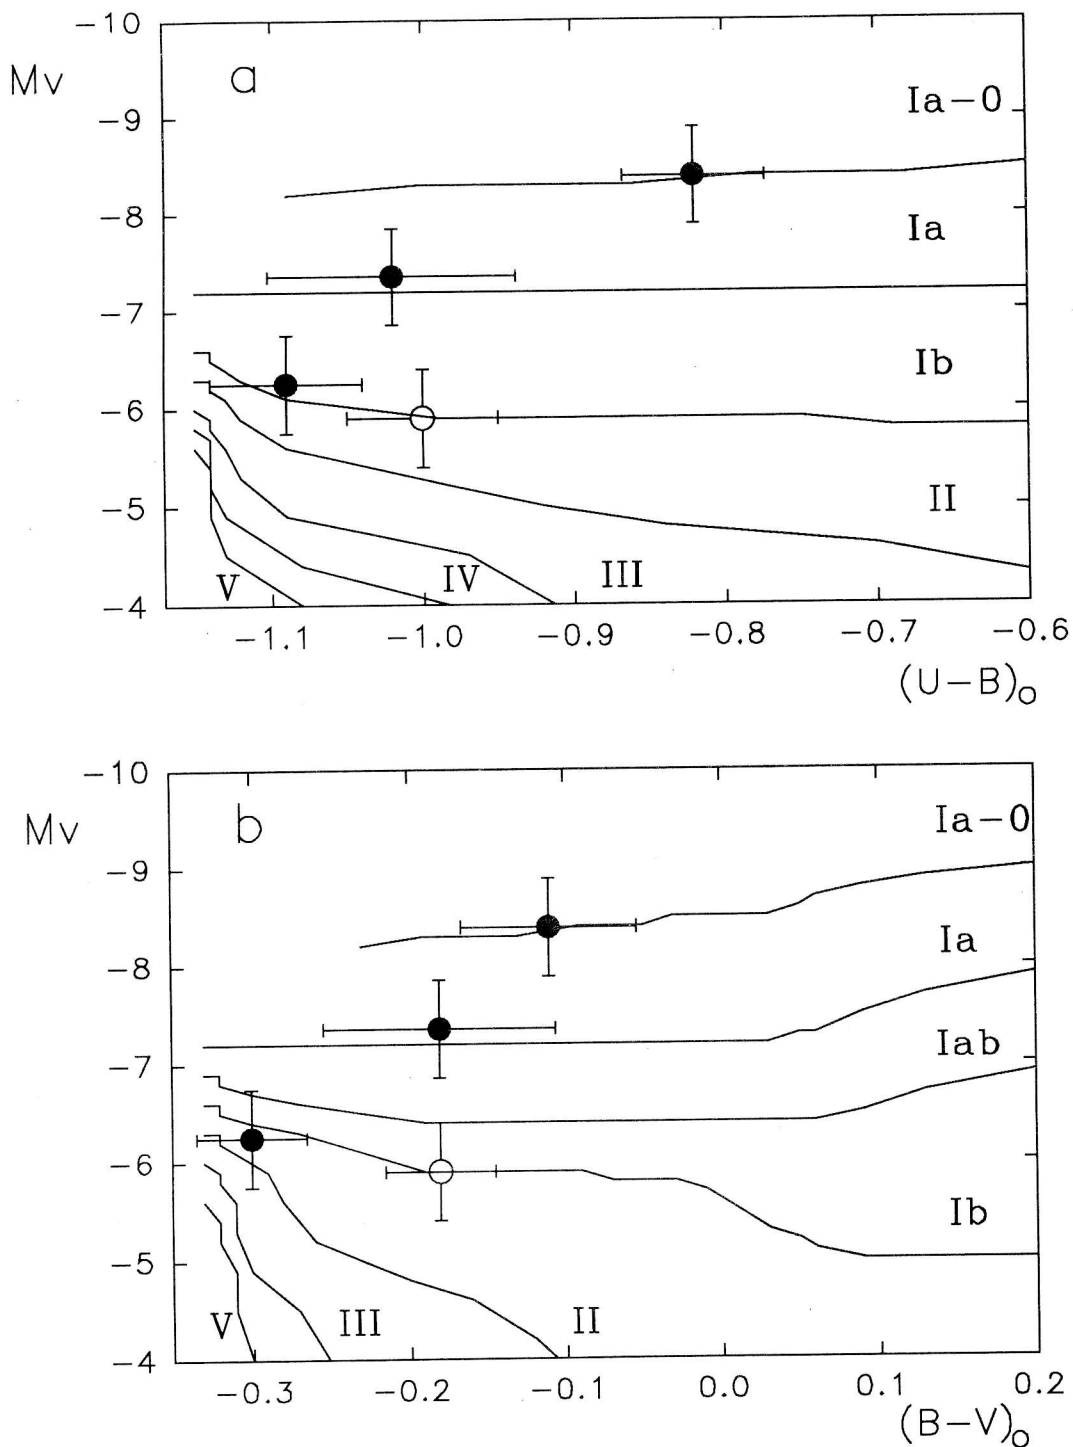 −10
a
Mv
Ia−0
−9
−8
Ia
−7
Ib
−6
II
−5
V
IV
III
−4
−1.1
−1.0
−0.9
−0.8
−0.7
−0.6
(U−B)o
−10
b
Mv
Ia−0
−9
Ia
−8
Iab
−7
−6
Ib
−5
V
III
II
−4
−0.3
−0.2
−0.1
0.0
0.1
0.2
(B−V)o